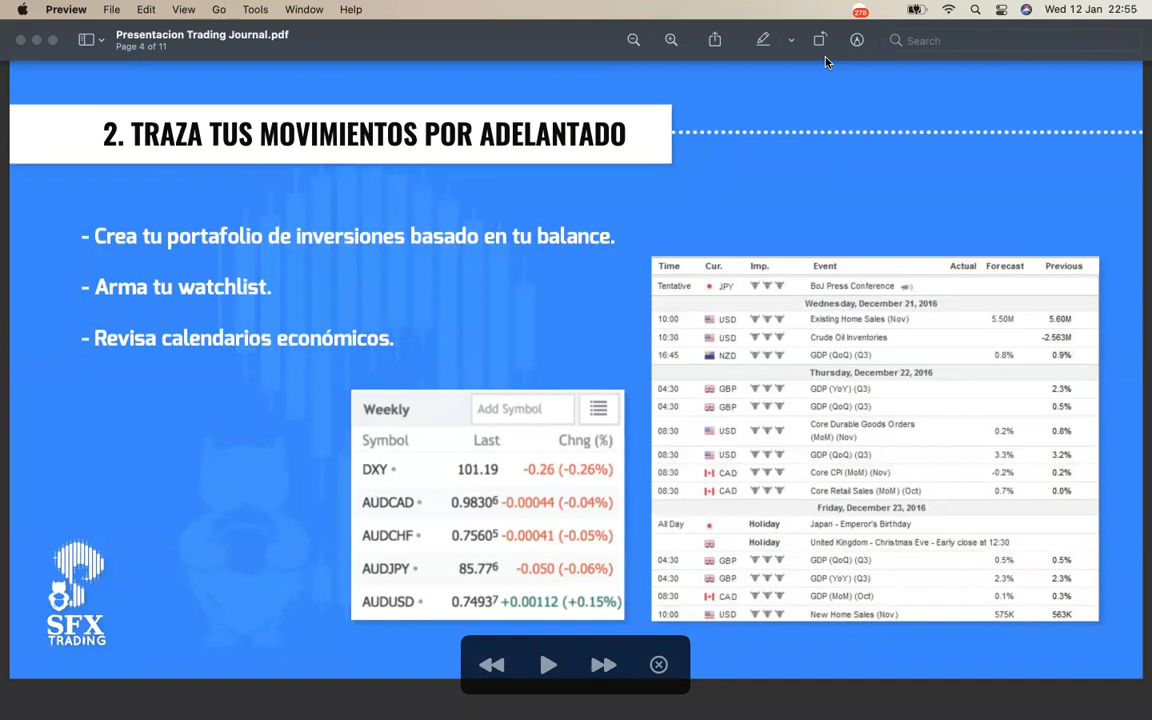 Preview File Edit View Go Tools Window Help 278 Wed 12 Jan 22:55
Presentacion Trading Journal.pdf
Page 4 of 11
Search
2. TRAZA TUS MOVIMIENTOS POR ADELANTADO
- Crea tu portafolio de inversiones basado en tu balance.
- Arma tu watchlist.
- Revisa calendarios económicos.
Weekly Add Symbol
Symbol Last Chng (%)
DXY 101.19 -0.26 (-0.26%)
AUDCAD 0.98306 -0.00044 (-0.04%)
AUDCHF 0.75605 -0.00041 (-0.05%)
AUDJPY 85.776 -0.050 (-0.06%)
AUDUSD 0.74937 +0.00112 (+0.15%)
Time Cur. Imp. Event Actual Forecast Previous
Tentative JPY BoJ Press Conference
Wednesday, December 21, 2016
10:00 USD Existing Home Sales (Nov) 5.50M 5.60M
10:30 USD Crude Oil Inventories -2.563M
16:45 NZD GDP (QoQ) (Q3) 0.8% 0.9%
Thursday, December 22, 2016
04:30 GBP GDP (YoY) (Q3) 2.3%
04:30 GBP GDP (QoQ) (Q3) 0.5%
08:30 USD Core Durable Goods Orders
(MoM) (Nov) 0.2% 0.8%
08:30 USD GDP (QoQ) (Q3) 3.3% 3.2%
08:30 CAD Core CPI (MoM) (Nov) -0.2% 0.2%
08:30 CAD Core Retail Sales (MoM) (Oct) 0.7% 0.0%
Friday, December 23, 2016
All Day Holiday Japan - Emperor's Birthday
Holiday United Kingdom - Christmas Eve - Early close at 12:30
04:30 GBP GDP (QoQ) (Q3) 0.5% 0.5%
04:30 GBP GDP (YoY) (Q3) 2.3% 2.3%
08:30 CAD GDP (MoM) (Oct) 0.1% 0.3%
10:00 USD New Home Sales (Nov) 575K 563K
SFX
TRADING